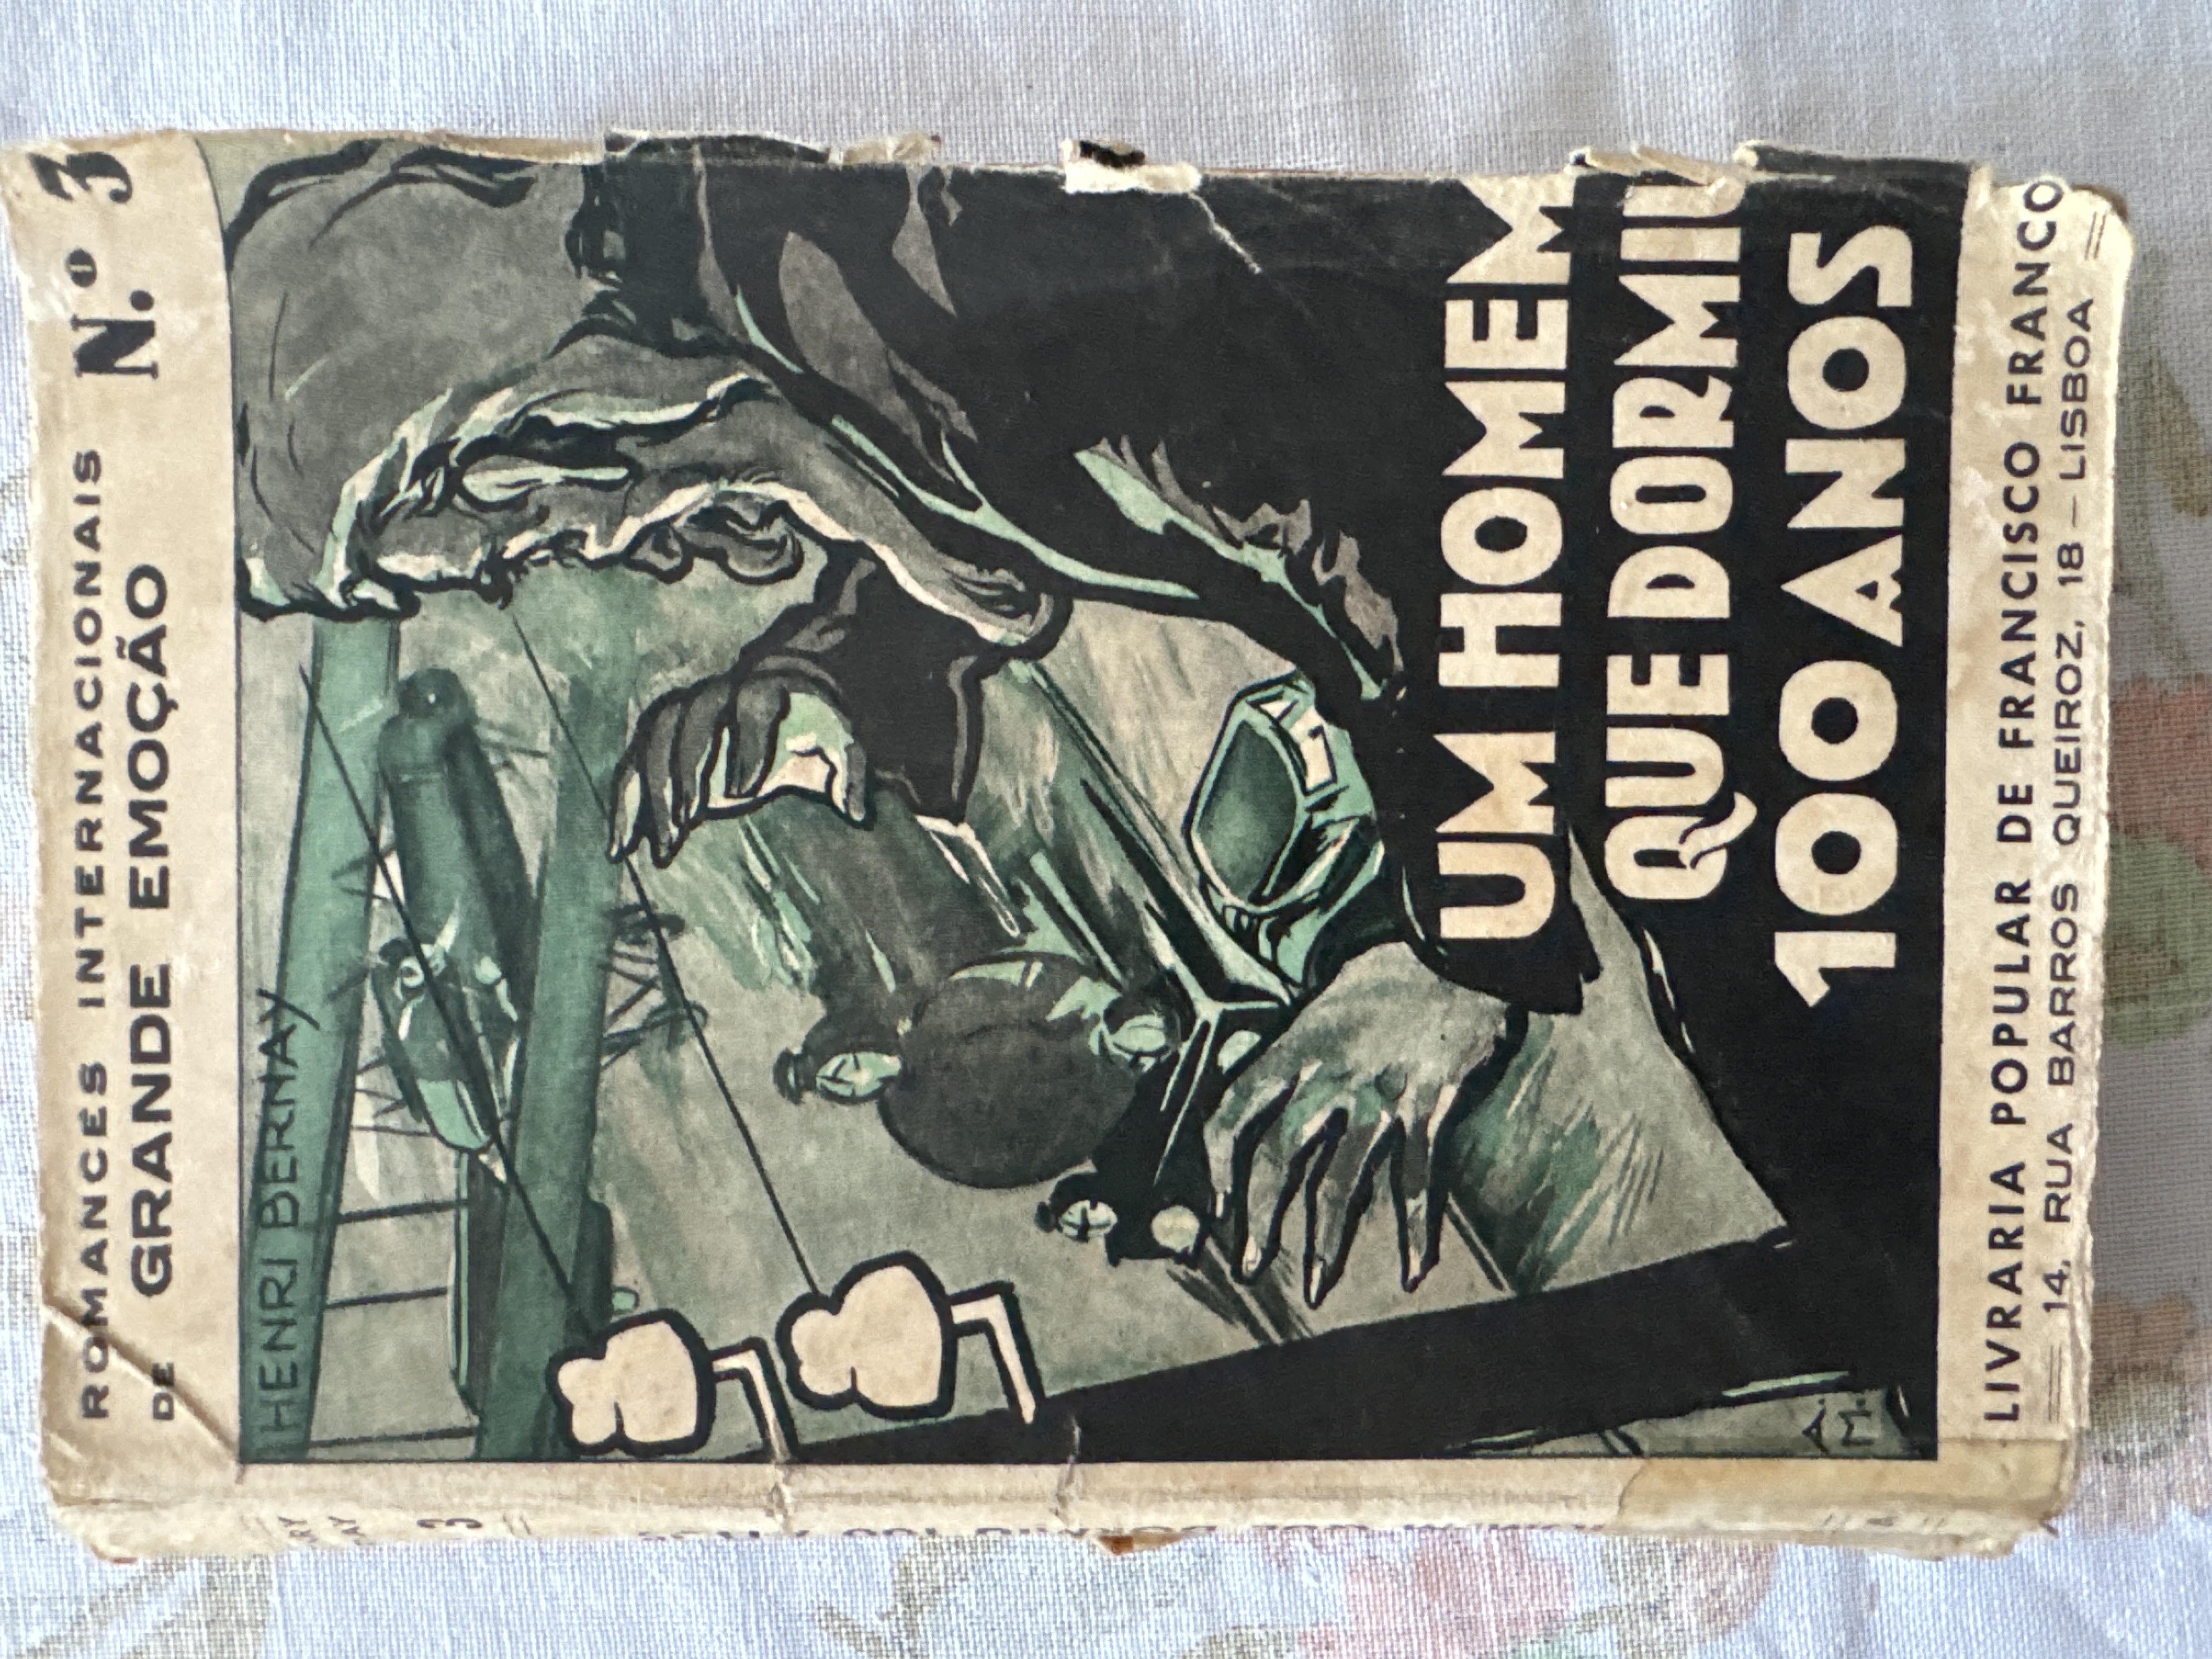 ROMANCES INTERNACIONAIS
DE GRANDE EMOÇÃO
N.º 3
HENRI BERNAY
UM HOMEM
QUE DORMIU
100 ANOS
A.
M.
LIVRARIA POPULAR DE FRANCISCO FRANCO
14, RUA BARROS QUEIROZ, 18 – LISBOA
3